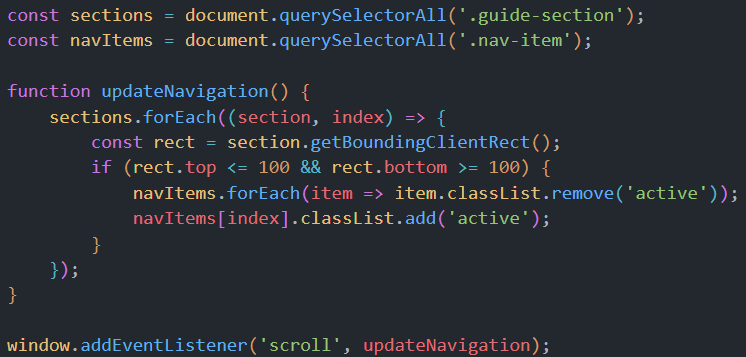 const sections = document.querySelectorAll('.guide-section');
const navItems = document.querySelectorAll('.nav-item');

function updateNavigation() {
    sections.forEach((section, index) => {
        const rect = section.getBoundingClientRect();
        if (rect.top <= 100 && rect.bottom >= 100) {
            navItems.forEach(item => item.classList.remove('active'));
            navItems[index].classList.add('active');
        }
    });
}

window.addEventListener('scroll', updateNavigation);